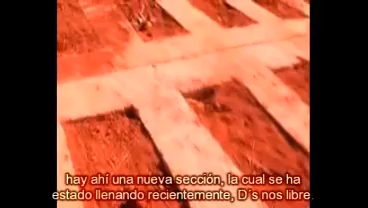 hay ahí una nueva sección, la cual se ha
estado llenando recientemente, D´s nos libre.